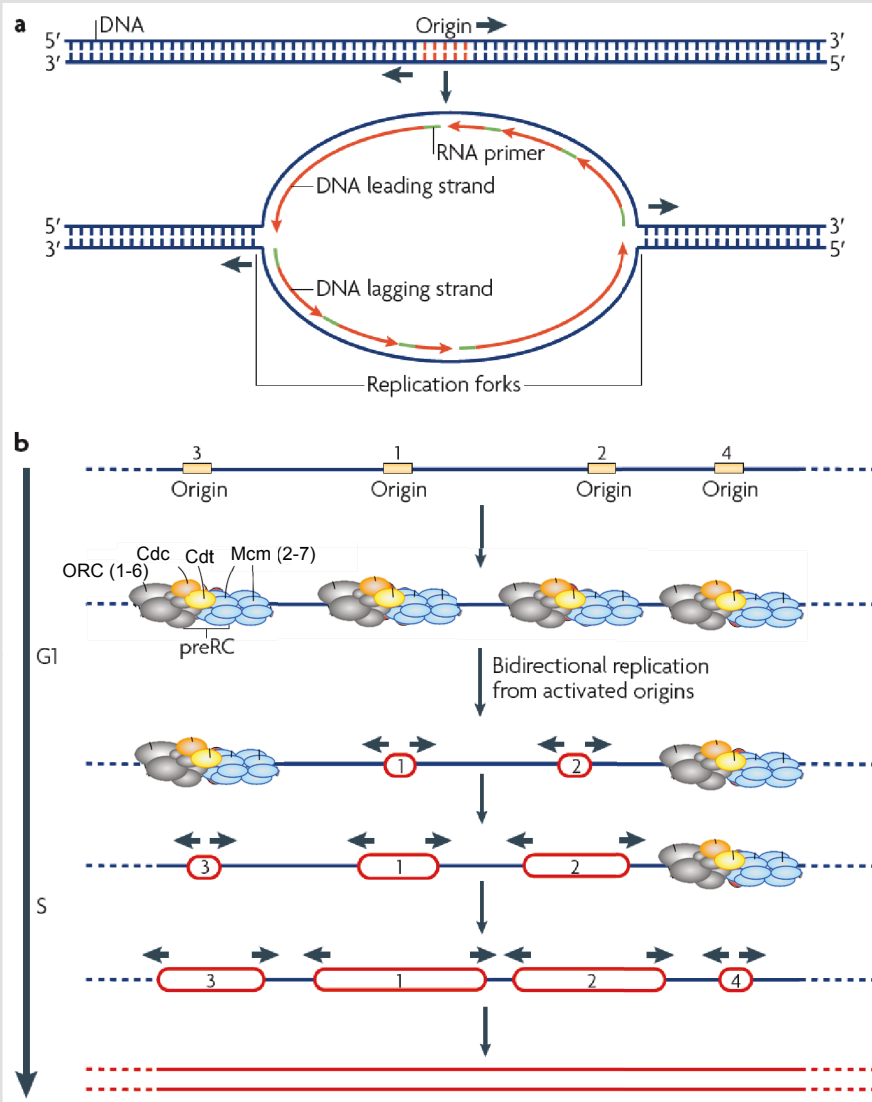 a
DNA
Origin
5′
3′
3′
5′
RNA primer
DNA leading strand
5′
3′
3′
5′
DNA lagging strand
Replication forks
b
3
1
2
4
Origin
Origin
Origin
Origin
Cdc
Cdt
Mcm (2-7)
ORC (1-6)
preRC
G1
Bidirectional replication
from activated origins
1
2
3
1
2
S
3
1
2
4